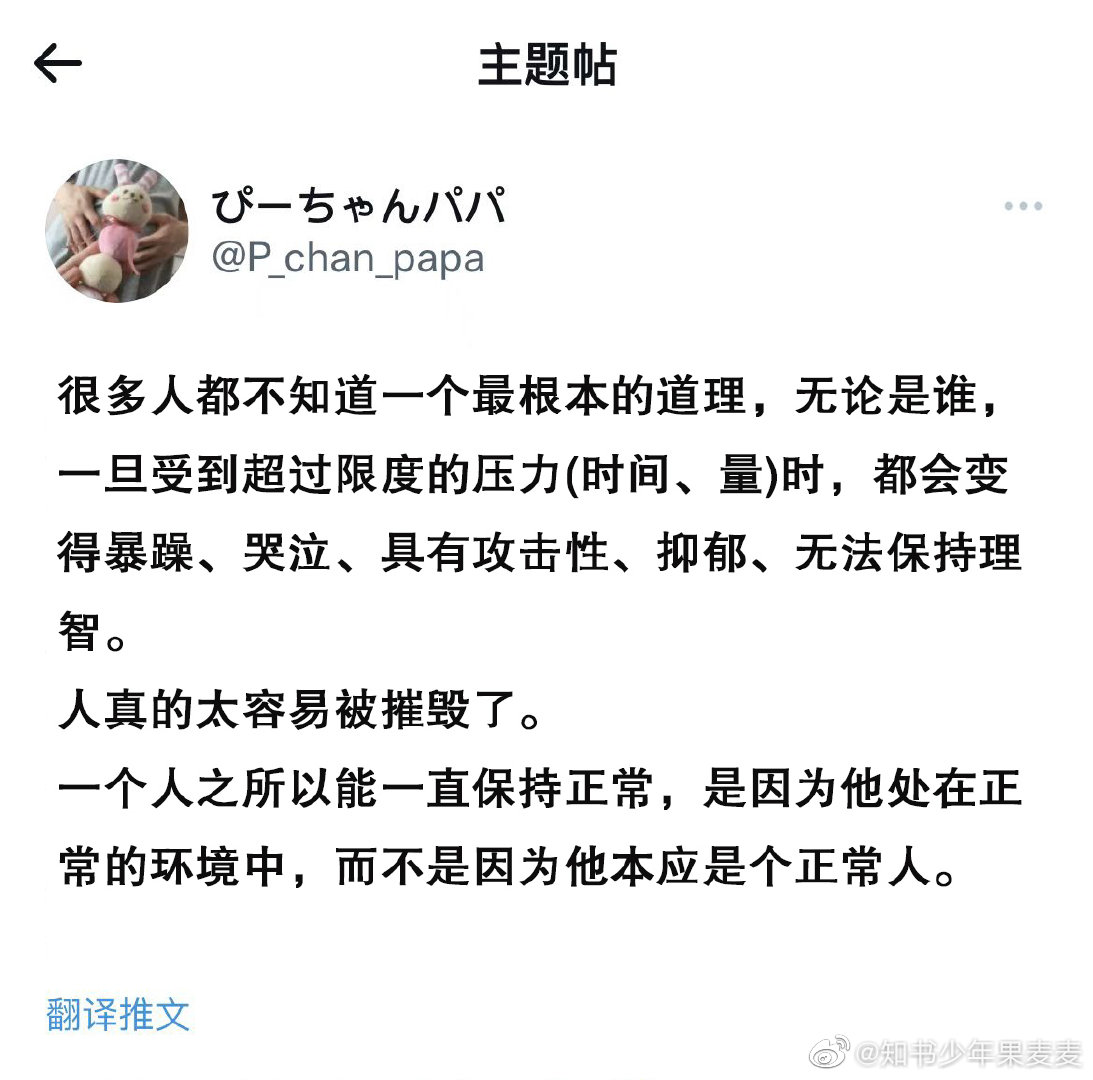 主题帖
ぴーちゃんパパ
@P_chan_papa
很多人都不知道一个最根本的道理，无论是谁，
一旦受到超过限度的压力(时间、量)时，都会变
得暴躁、哭泣、具有攻击性、抑郁、无法保持理
智。
人真的太容易被摧毁了。
一个人之所以能一直保持正常，是因为他处在正
常的环境中，而不是因为他本应是个正常人。
翻译推文
@知书少年果麦麦